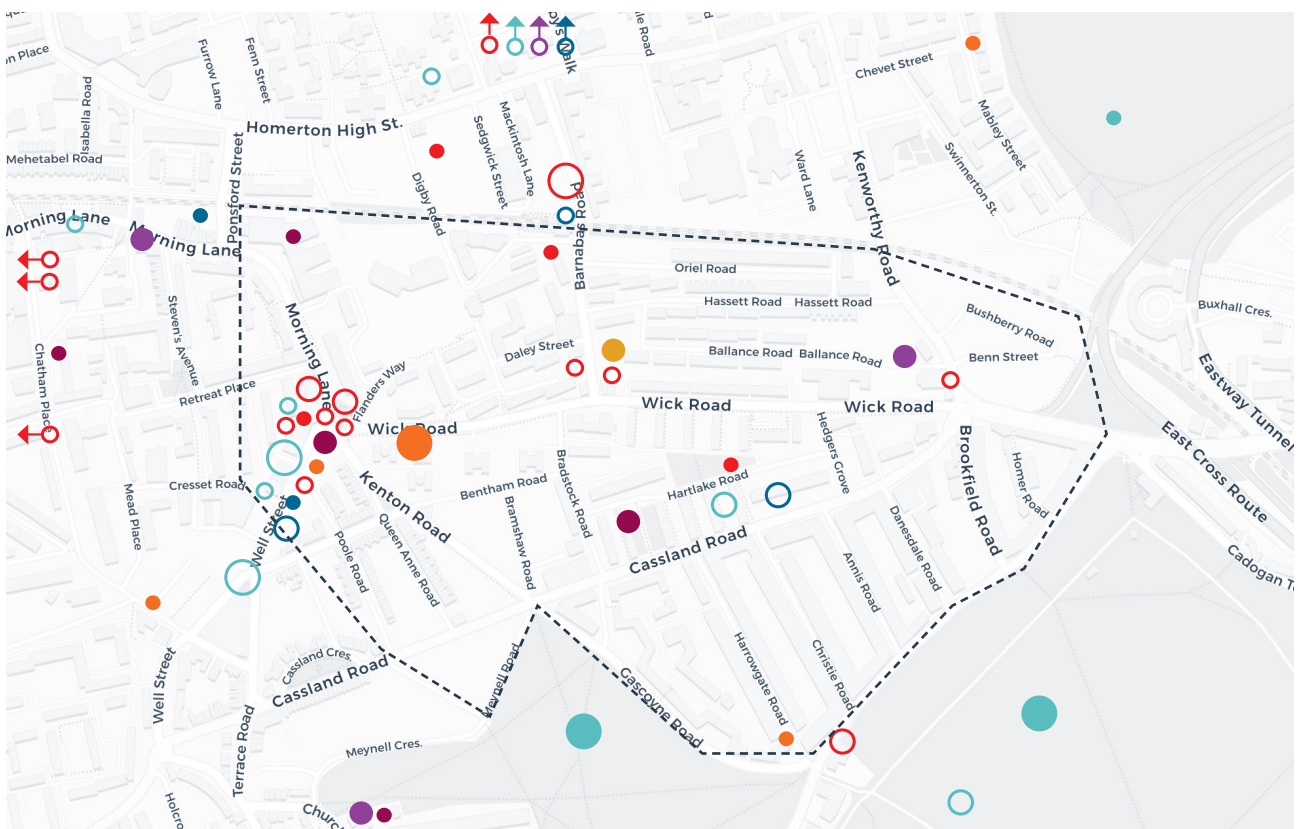 on Place
Furrow Lane
Fenn Street
Isabella Road
Homerton High St.
Mehetabel Road
Ponsford Street
Digby Road
Sedgwick Street
Mackintosh Lane
Barnabas Road
Ward Lane
Kenworthy Road
Chevet Street
Mabley Street
Swinnerton St.
Morning Lane
Morning Lane
Oriel Road
Hassett Road
Hassett Road
Buxhall Cres.
Bushberry Road
Steven's Avenue
Morning Lane
Daley Street
Ballance Road
Ballance Road
Benn Street
Chatham Place
Retreat Place
Flanders Way
Eastway Tunnel
Wick Road
Wick Road
Wick Road
East Cross Route
Hedgers Grove
Brookfield Road
Homer Road
Cresset Road
Kenton Road
Bentham Road
Bradstock Road
Hartlake Road
Mead Place
Well Street
Poole Road
Queen Anne Road
Bramshaw Road
Cassland Road
Annis Road
Danesdale Road
Cadogan Te
Well Street
Cassland Cres.
Cassland Road
Meynell Road
Gascoyne Road
Harrowgate Road
Christie Road
Terrace Road
Meynell Cres.
Holcro
Churc